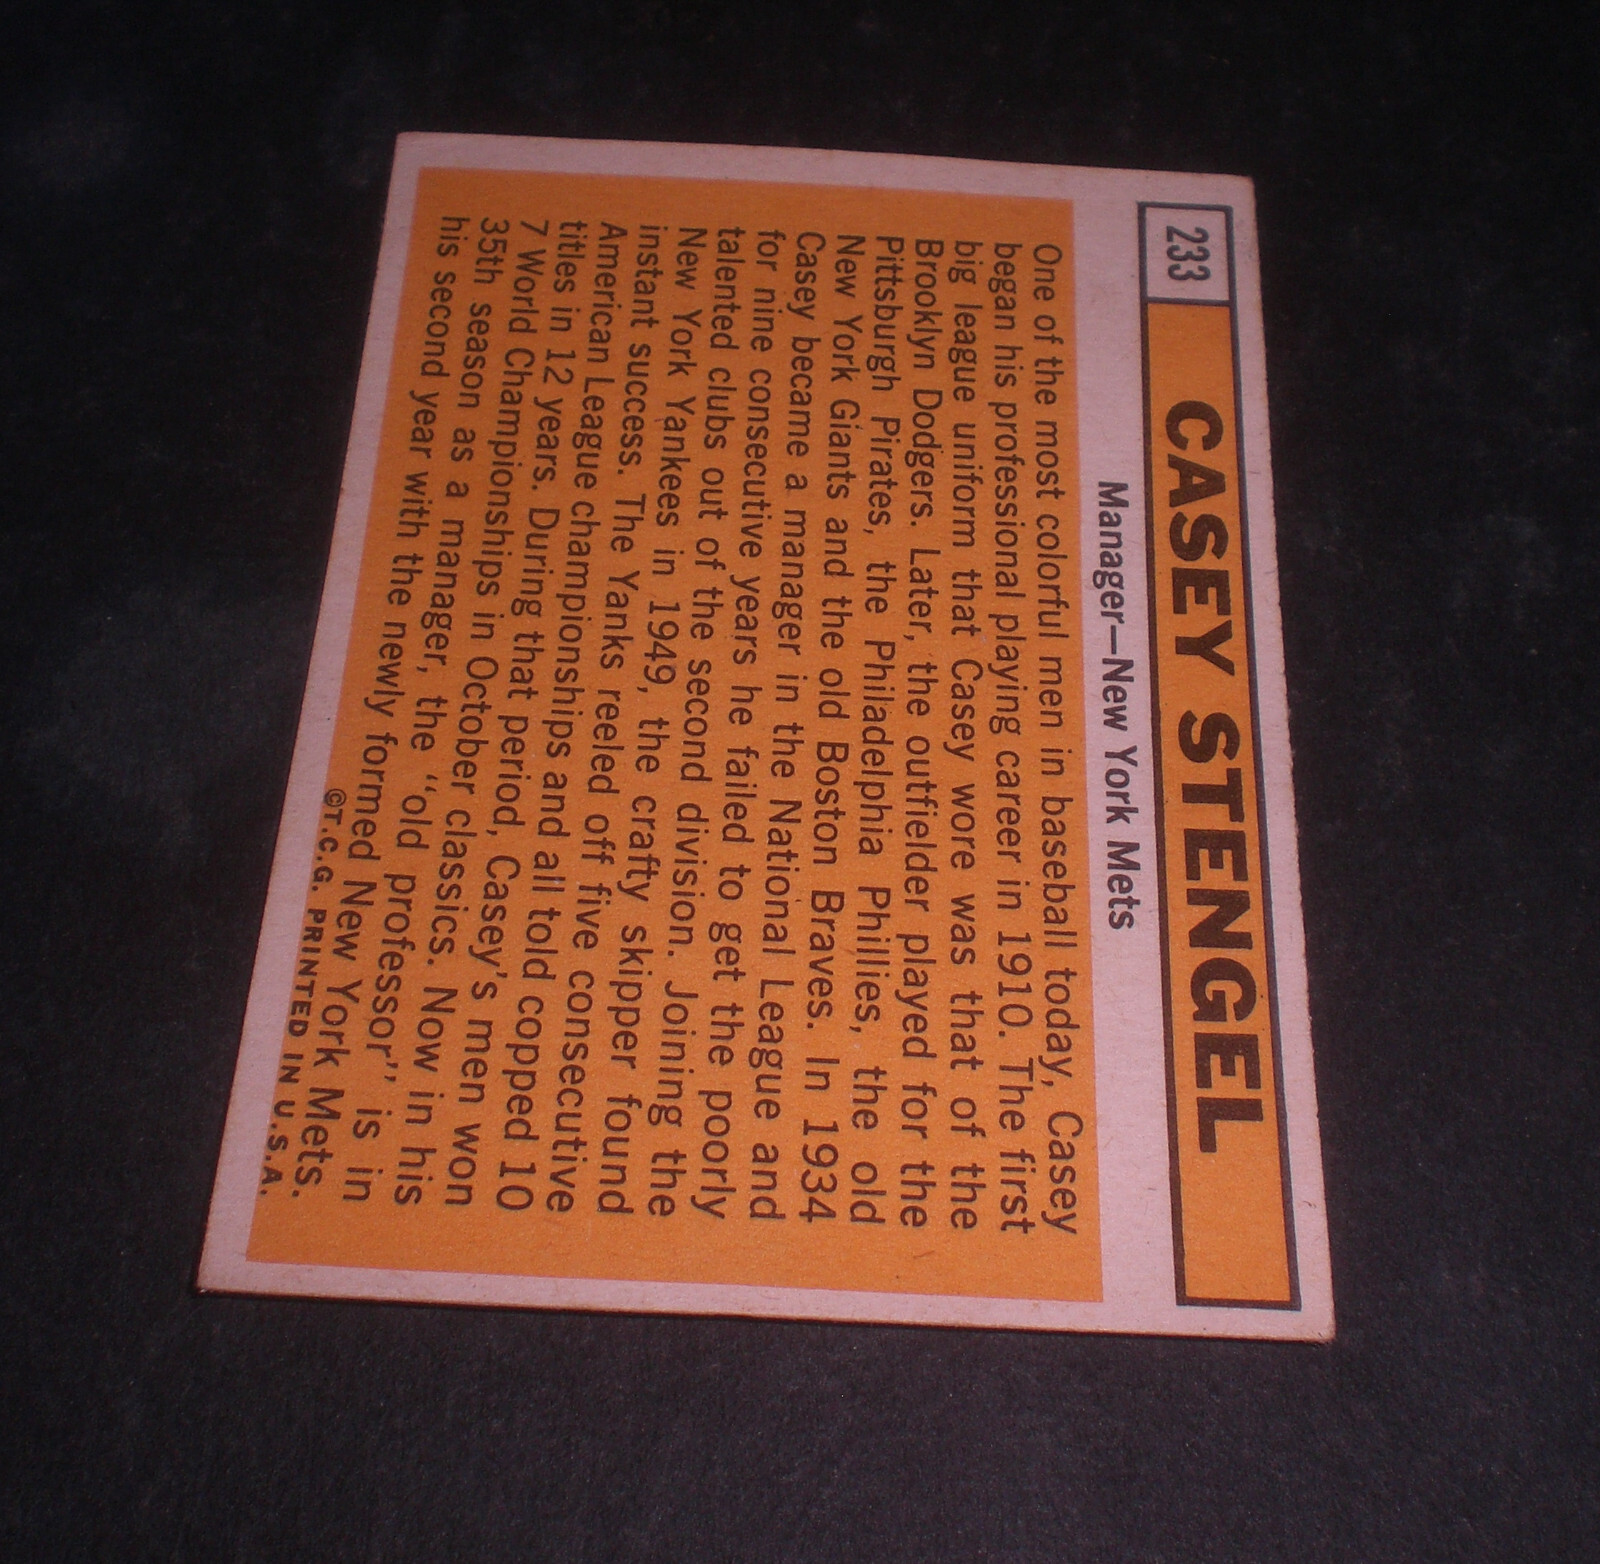 233
CASEY STENGEL
Manager—New York Mets
One of the most colorful men in baseball today, Casey
began his professional playing career in 1910. The first
big league uniform that Casey wore was that of the
Brooklyn Dodgers. Later, the outfielder played for the
Pittsburgh Pirates, the Philadelphia Phillies, the old
New York Giants and the old Boston Braves. In 1934
Casey became a manager in the National League and
for nine consecutive years he failed to get the poorly
talented clubs out of the second division. Joining the
New York Yankees in 1949, the crafty skipper found
instant success. The Yanks reeled off five consecutive
American League championships and all told copped 10
titles in 12 years. During that period, Casey's men won
7 World Championships in October classics. Now in his
35th season as a manager, the "old professor" is in
his second year with the newly formed New York Mets.
©T.C.G. PRINTED IN U.S.A.